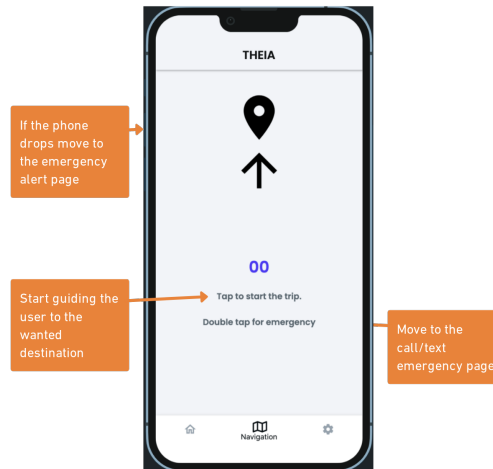 THEIA
If the phone
drops move to
the emergency
alert page
00
Start guiding the
user to the
wanted
destination
Tap to start the trip.
Double tap for emergency
Move to the
call/text
emergency page
Navigation